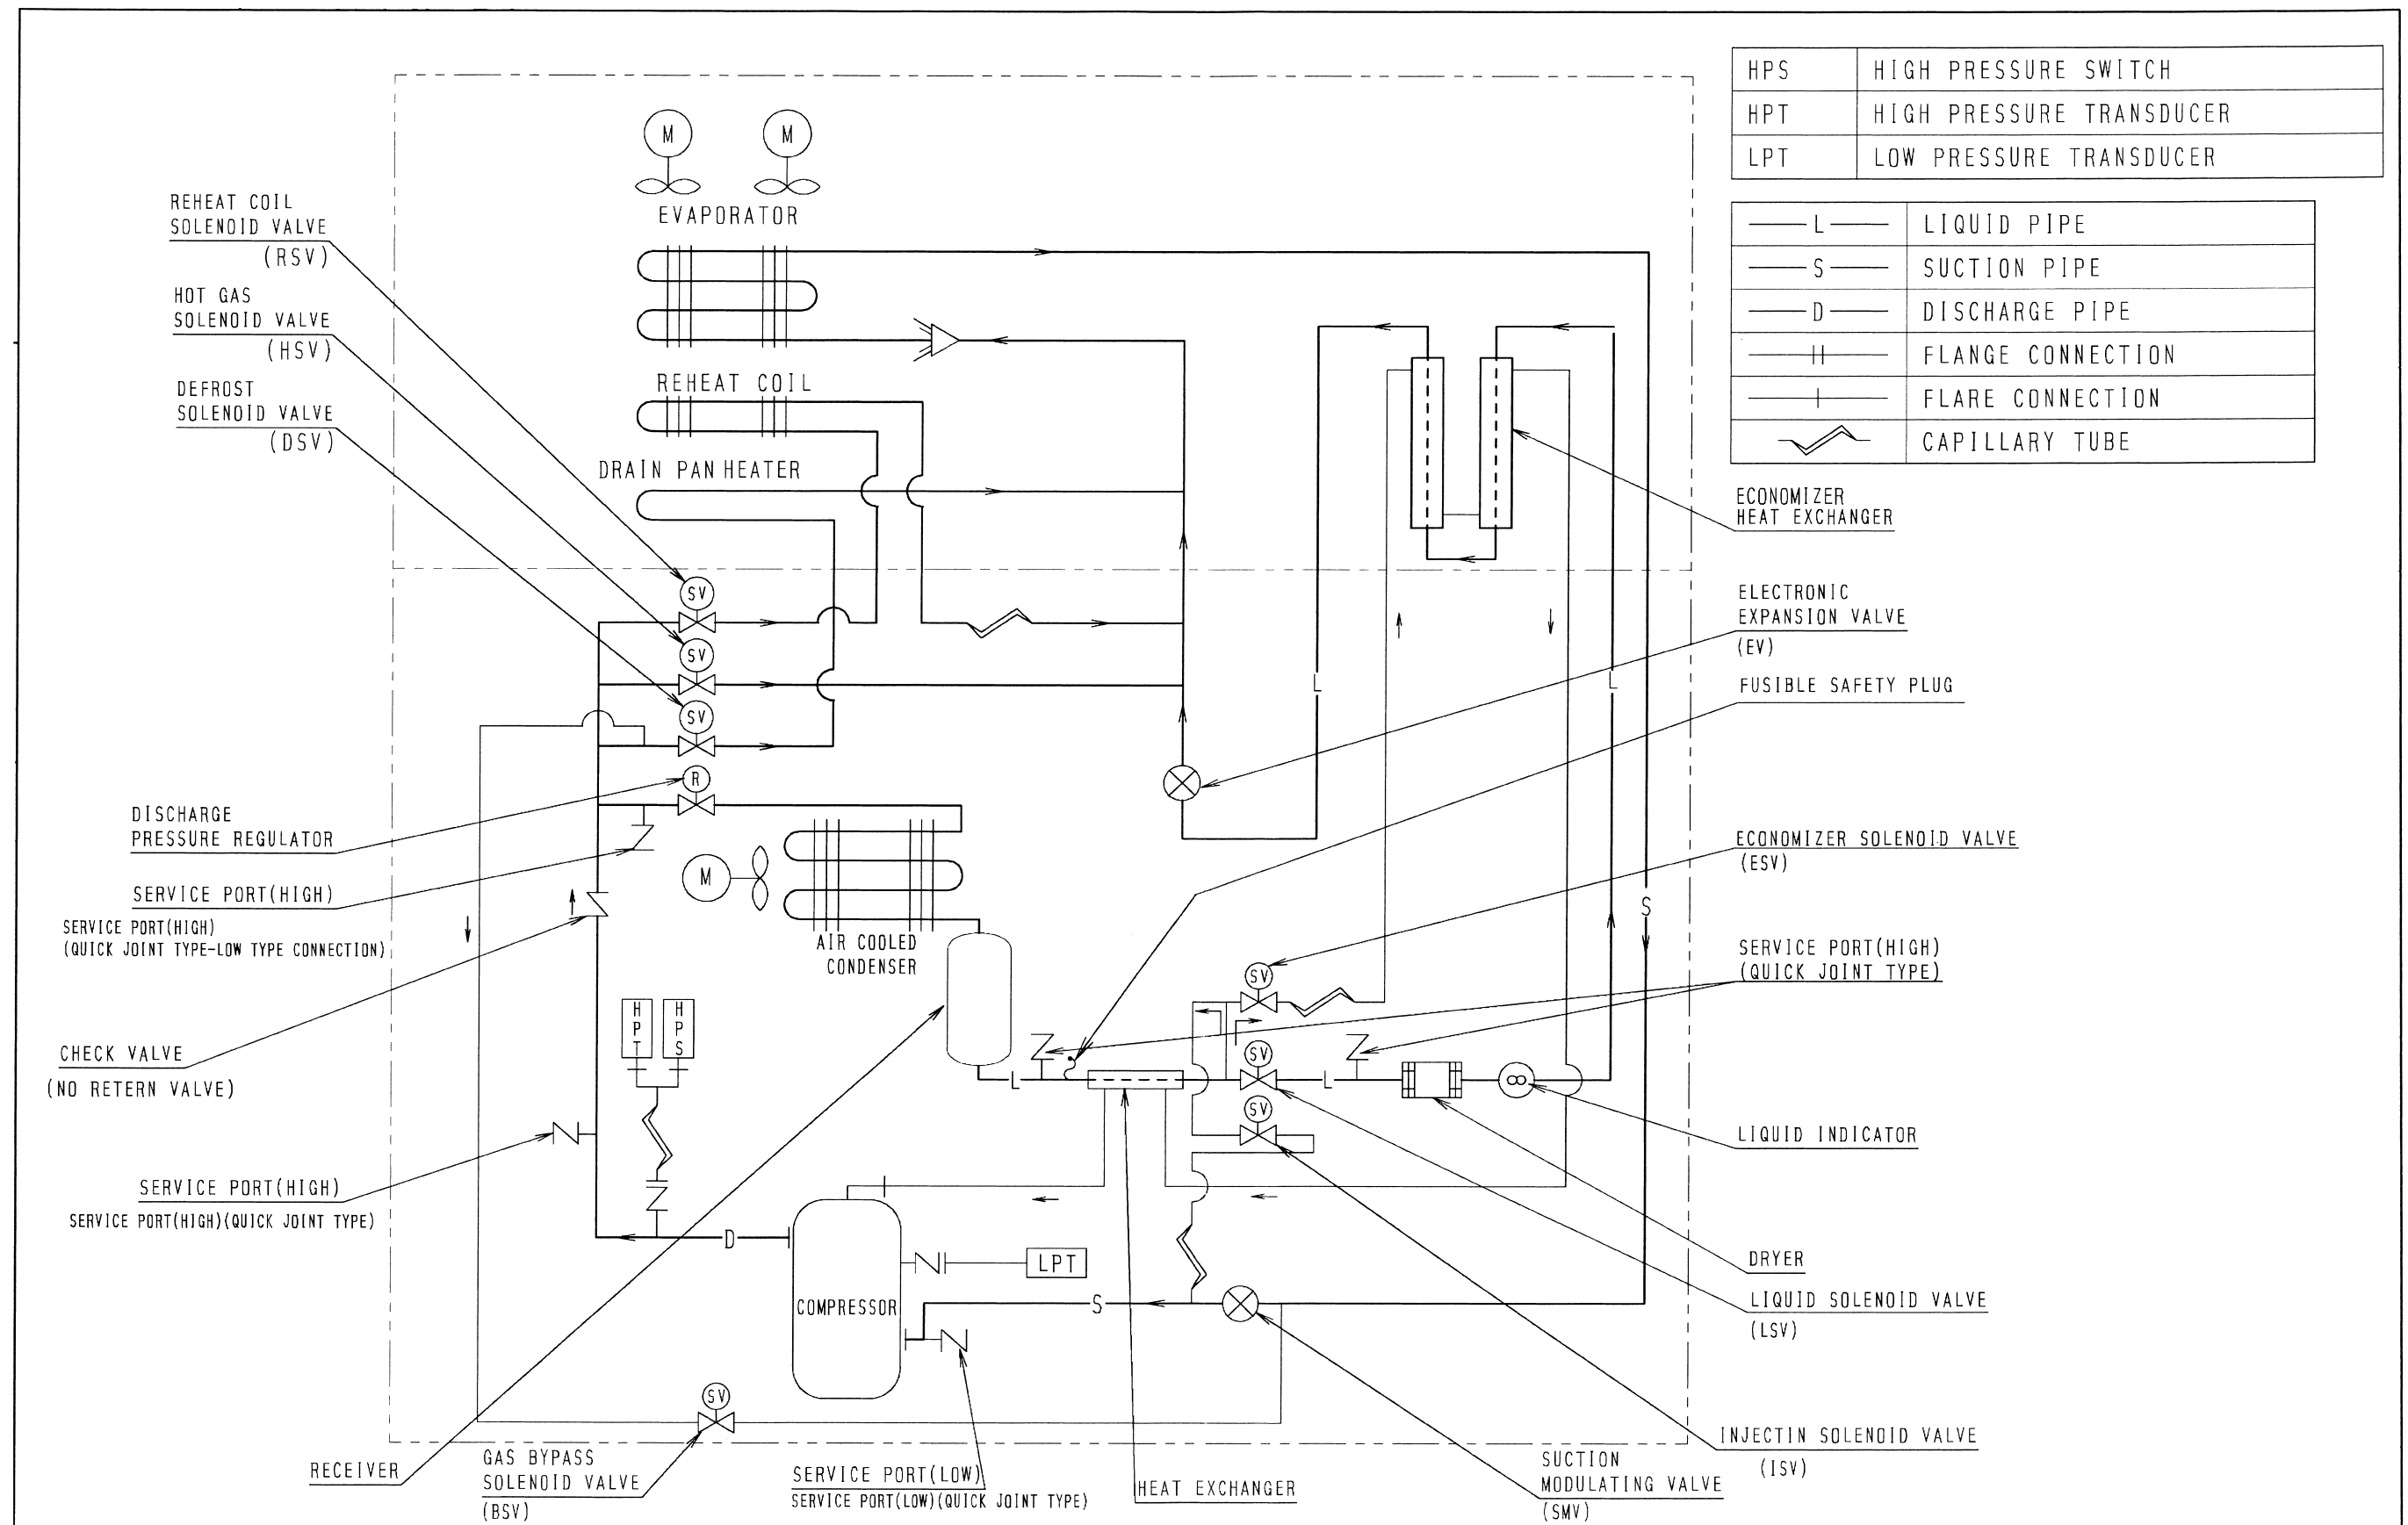 HPS HIGH PRESSURE SWITCH
HPT HIGH PRESSURE TRANSDUCER
LPT LOW PRESSURE TRANSDUCER
L LIQUID PIPE
S SUCTION PIPE
D DISCHARGE PIPE
FLANGE CONNECTION
FLARE CONNECTION
CAPILLARY TUBE
M M
EVAPORATOR
REHEAT COIL
SOLENOID VALVE
(RSV)
HOT GAS
SOLENOID VALVE
(HSV)
DEFROST
SOLENOID VALVE
(DSV)
REHEAT COIL
DRAIN PAN HEATER
ECONOMIZER
HEAT EXCHANGER
SV
SV
SV
R
L
L
ELECTRONIC
EXPANSION VALVE
(EV)
FUSIBLE SAFETY PLUG
DISCHARGE
PRESSURE REGULATOR
SERVICE PORT(HIGH)
SERVICE PORT(HIGH)
(QUICK JOINT TYPE-LOW TYPE CONNECTION)
M
AIR COOLED
CONDENSER
ECONOMIZER SOLENOID VALVE
(ESV)
S
SERVICE PORT(HIGH)
(QUICK JOINT TYPE)
SV
HPT
HPS
CHECK VALVE
(NO RETERN VALVE)
L
SV
L
SV
LIQUID INDICATOR
SERVICE PORT(HIGH)
SERVICE PORT(HIGH)(QUICK JOINT TYPE)
D
LPT
COMPRESSOR
S
DRYER
LIQUID SOLENOID VALVE
(LSV)
SV
INJECTIN SOLENOID VALVE
(ISV)
RECEIVER
GAS BYPASS
SOLENOID VALVE
(BSV)
SERVICE PORT(LOW)
SERVICE PORT(LOW)(QUICK JOINT TYPE)
HEAT EXCHANGER
SUCTION
MODULATING VALVE
(SMV)